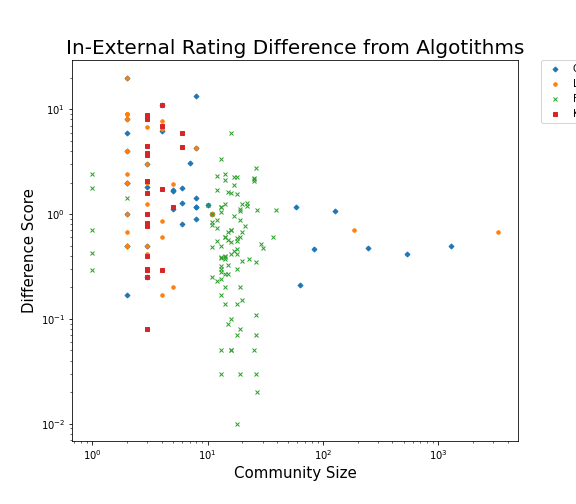 In-External Rating Difference from Algotithms
Difference Score
10¹
10⁰
10⁻¹
10⁻²
10⁰ 10¹ 10² 10³
Community Size